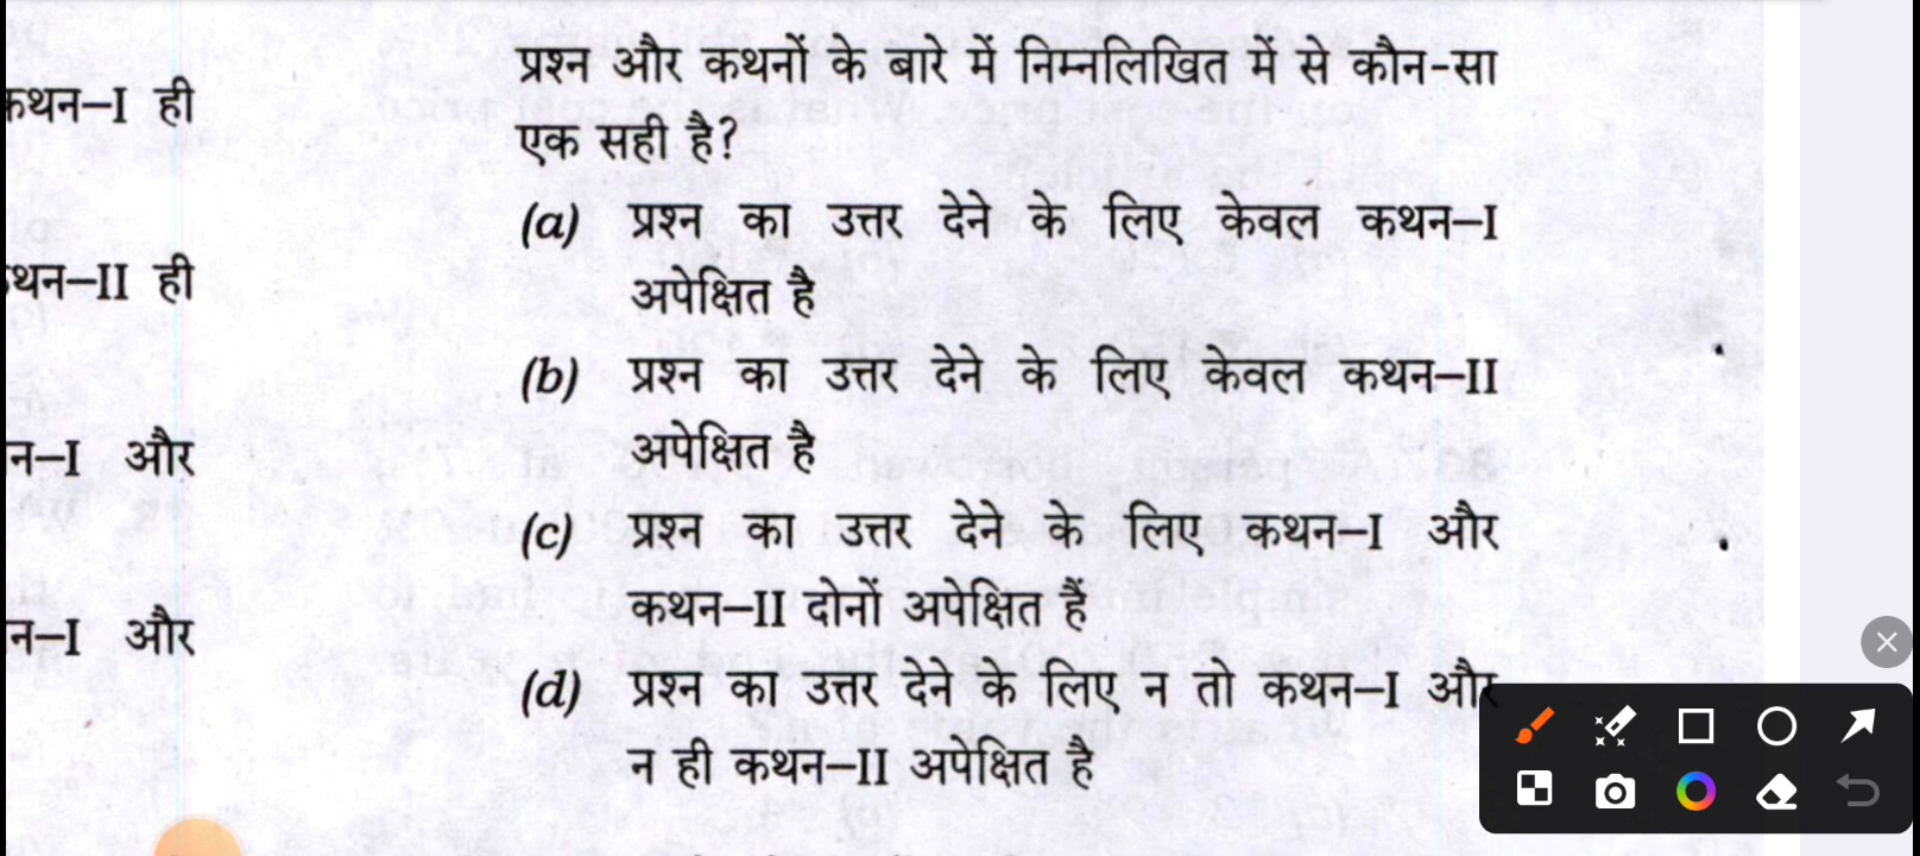 कथन–I ही
थन–II ही
न–I और
न–I और
प्रश्न और कथनों के बारे में निम्नलिखित में से कौन-सा
एक सही है?
(a) प्रश्न का उत्तर देने के लिए केवल कथन–I
अपेक्षित है
(b) प्रश्न का उत्तर देने के लिए केवल कथन–II
अपेक्षित है
(c) प्रश्न का उत्तर देने के लिए कथन–I और
कथन–II दोनों अपेक्षित हैं
(d) प्रश्न का उत्तर देने के लिए न तो कथन–I और
न ही कथन–II अपेक्षित है